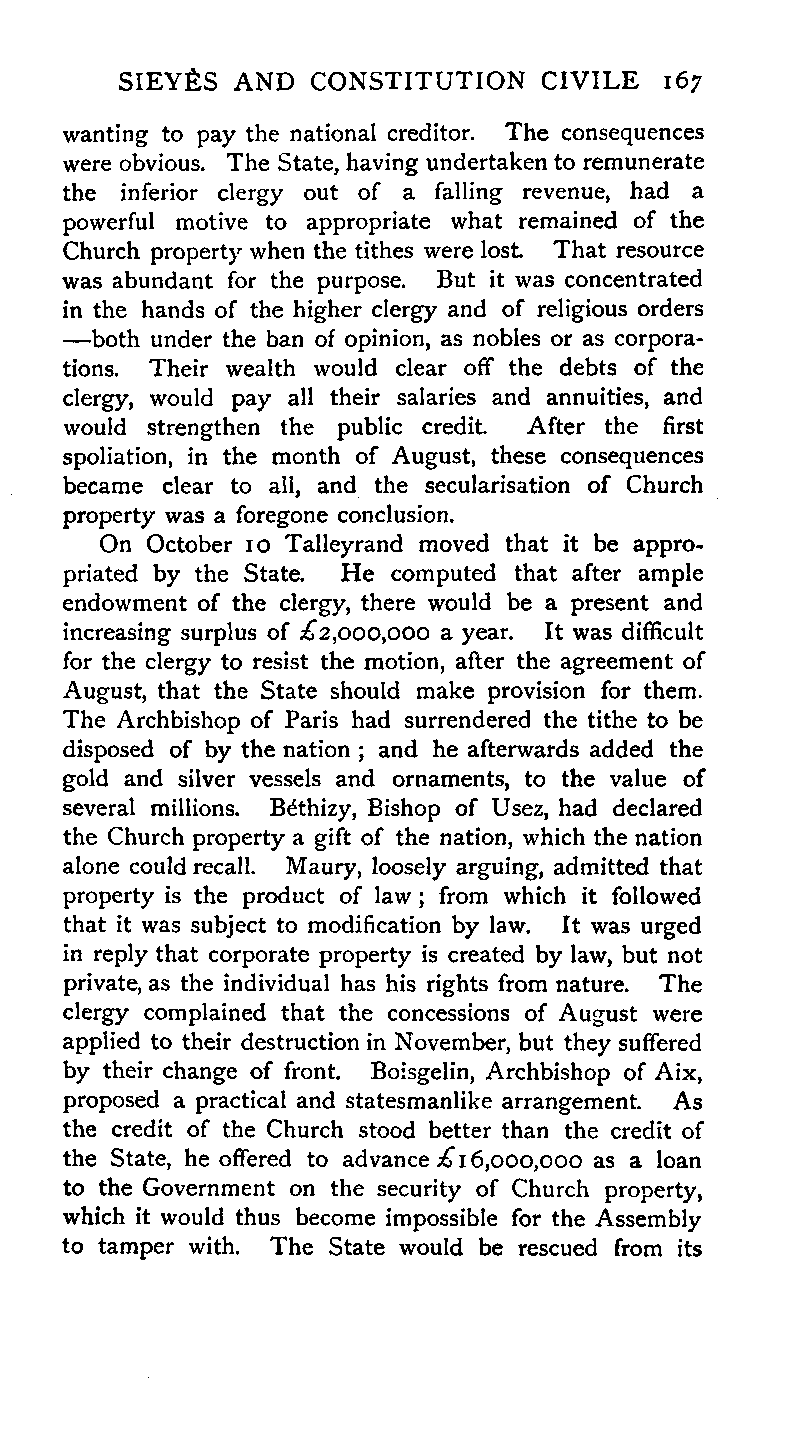 SIEYÈS AND CONSTITUTION CIVILE 167
wanting to pay the national creditor. The consequences
were obvious. The State, having undertaken to remunerate
the inferior clergy out of a falling revenue, had a
powerful motive to appropriate what remained of the
Church property when the tithes were lost. That resource
was abundant for the purpose. But it was concentrated
in the hands of the higher clergy and of religious orders
—both under the ban of opinion, as nobles or as corpora-
tions. Their wealth would clear off the debts of the
clergy, would pay all their salaries and annuities, and
would strengthen the public credit. After the first
spoliation, in the month of August, these consequences
became clear to all, and the secularisation of Church
property was a foregone conclusion.
On October 10 Talleyrand moved that it be appro-
priated by the State. He computed that after ample
endowment of the clergy, there would be a present and
increasing surplus of £2,000,000 a year. It was difficult
for the clergy to resist the motion, after the agreement of
August, that the State should make provision for them.
The Archbishop of Paris had surrendered the tithe to be
disposed of by the nation ; and he afterwards added the
gold and silver vessels and ornaments, to the value of
several millions. Béthizy, Bishop of Usez, had declared
the Church property a gift of the nation, which the nation
alone could recall. Maury, loosely arguing, admitted that
property is the product of law ; from which it followed
that it was subject to modification by law. It was urged
in reply that corporate property is created by law, but not
private, as the individual has his rights from nature. The
clergy complained that the concessions of August were
applied to their destruction in November, but they suffered
by their change of front. Boisgelin, Archbishop of Aix,
proposed a practical and statesmanlike arrangement. As
the credit of the Church stood better than the credit of
the State, he offered to advance £16,000,000 as a loan
to the Government on the security of Church property,
which it would thus become impossible for the Assembly
to tamper with. The State would be rescued from its